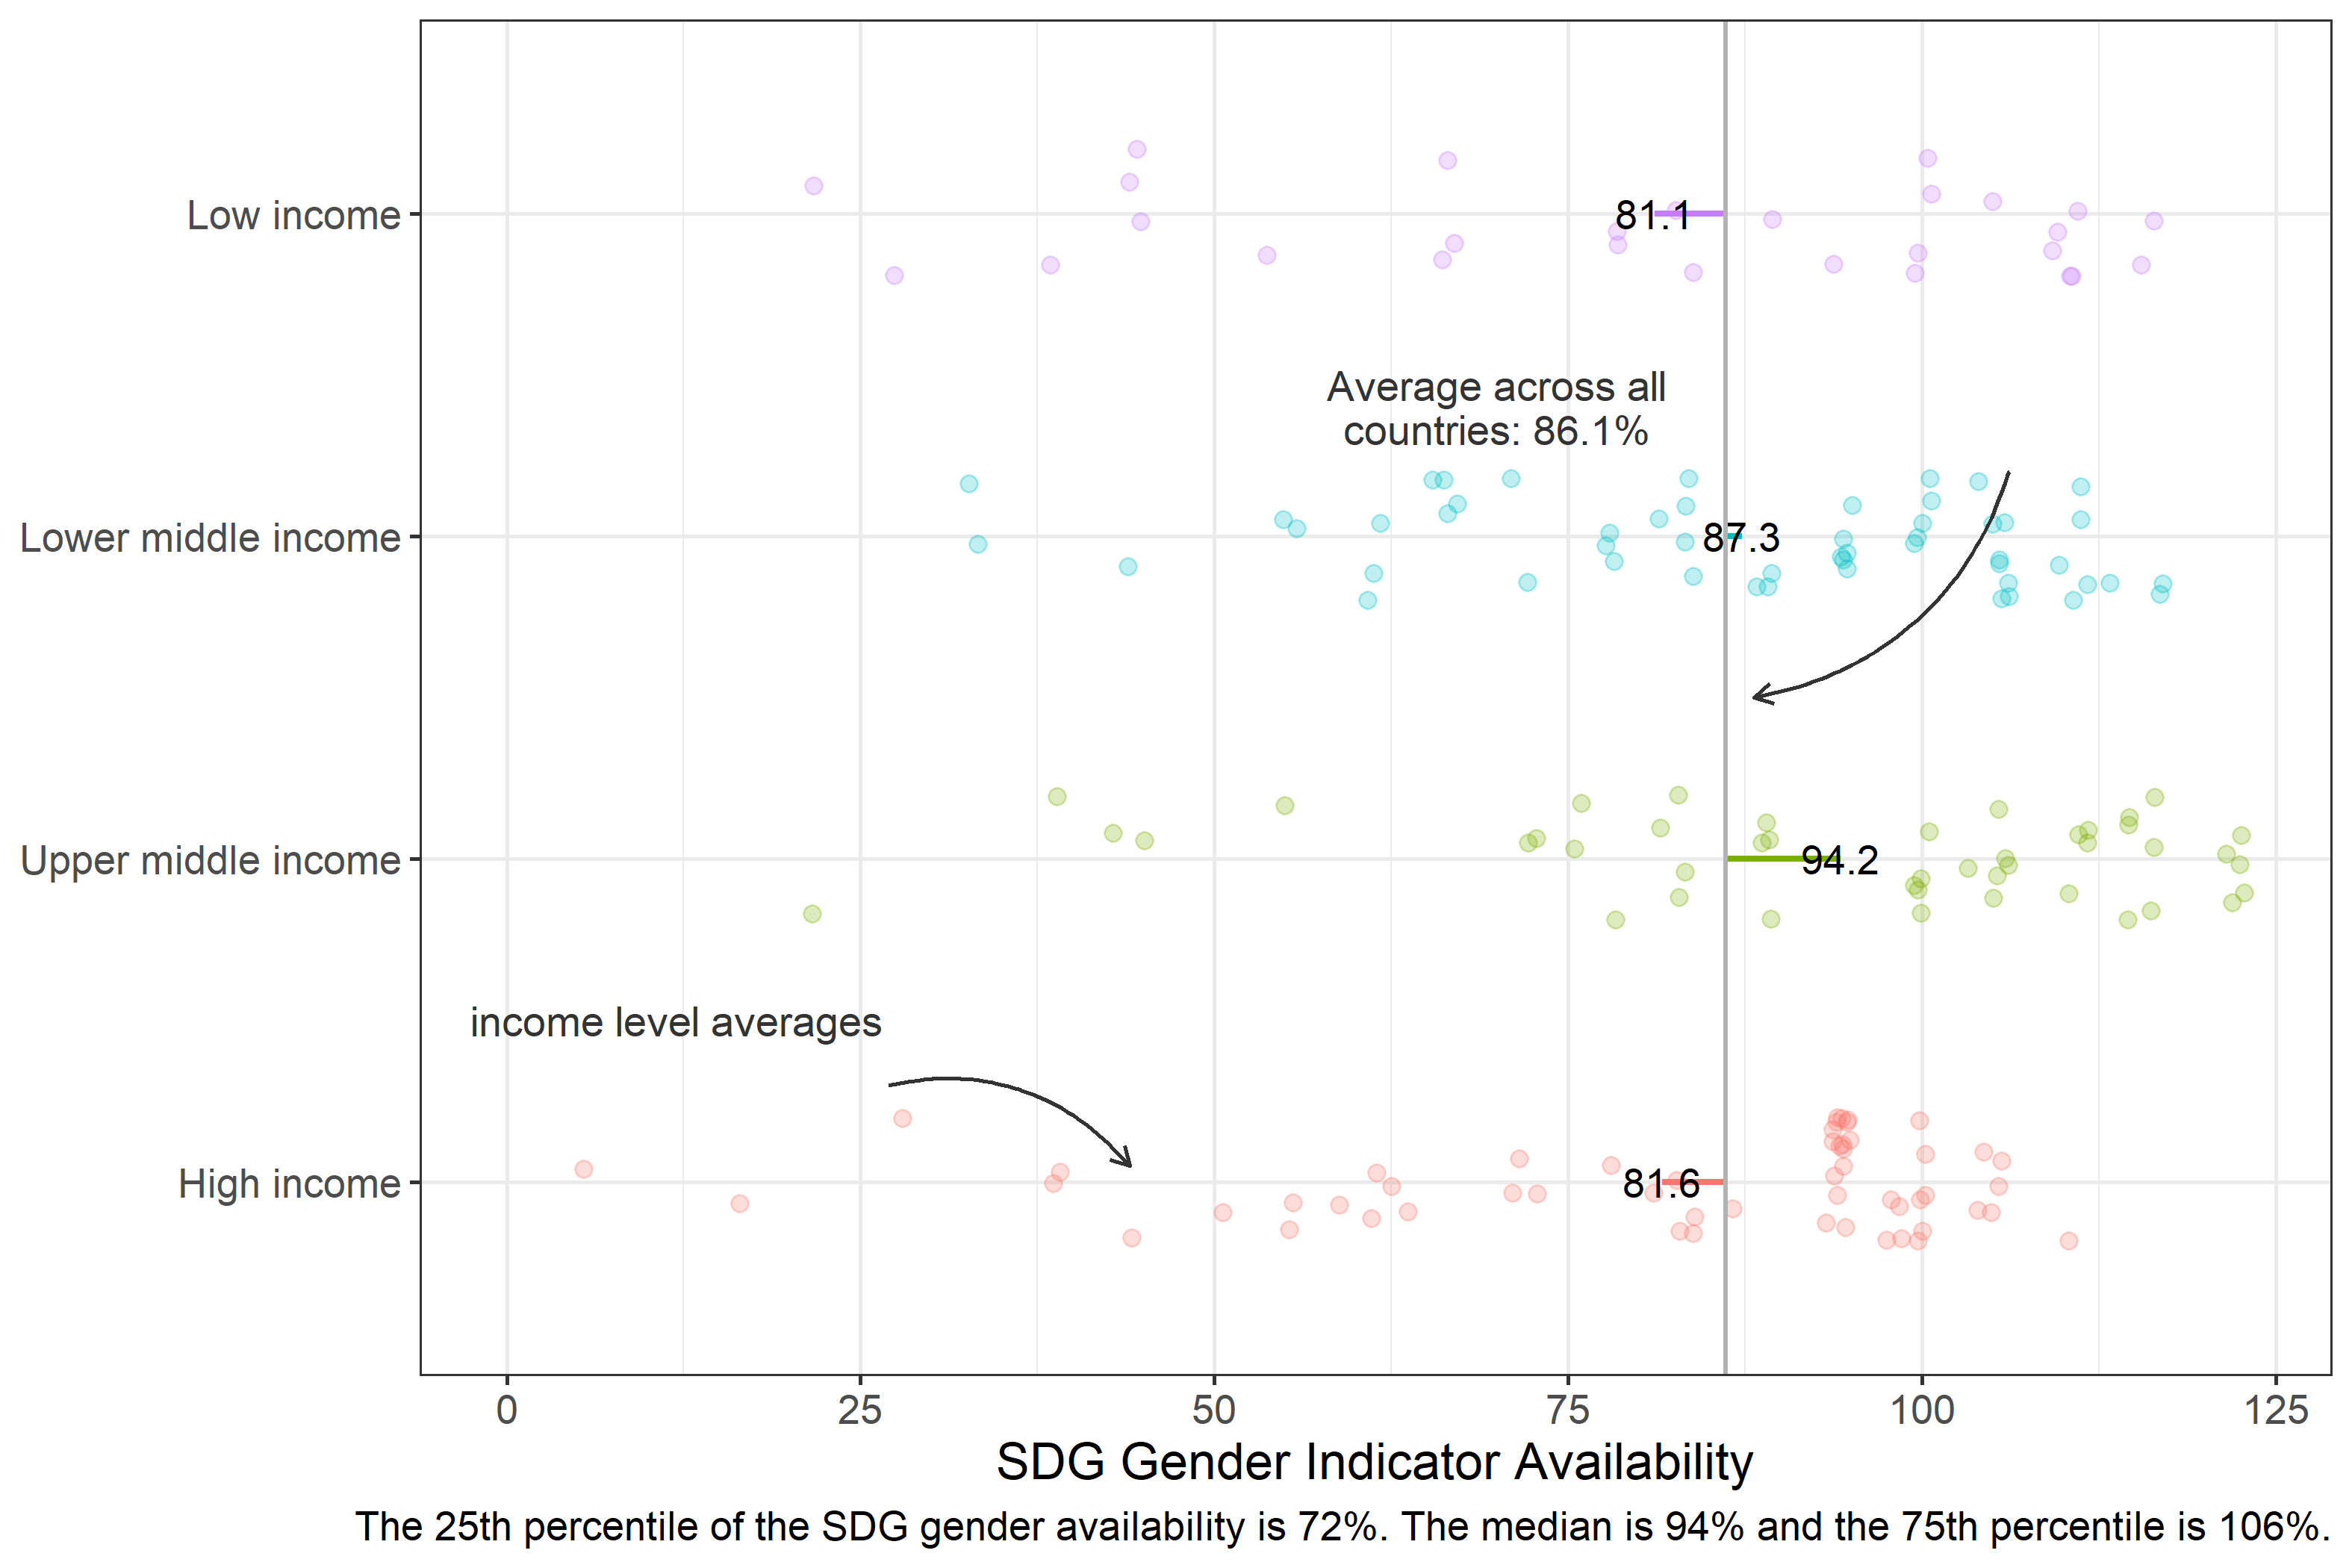 Low income
81.1
Average across all
countries: 86.1%
Lower middle income
87.3
Upper middle income
94.2
income level averages
High income
81.6
0 25 50 75 100 125
SDG Gender Indicator Availability
The 25th percentile of the SDG gender availability is 72%. The median is 94% and the 75th percentile is 106%.